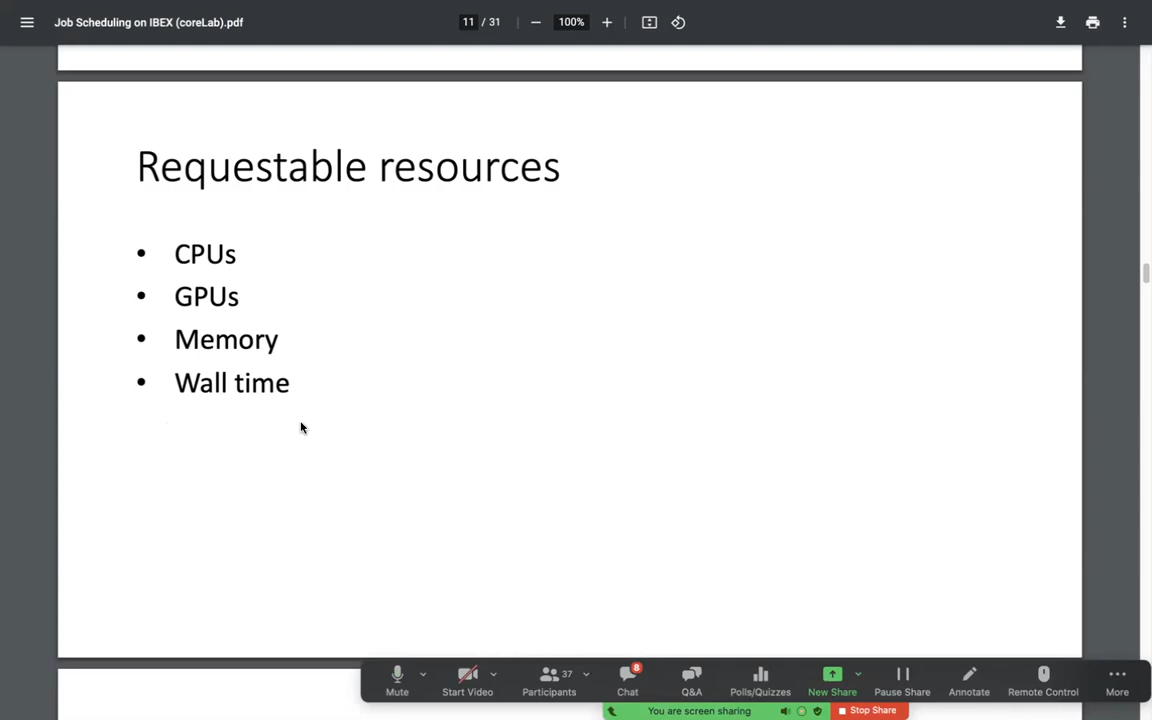 Job Scheduling on IBEX (coreLab).pdf
11 / 31
100%
Requestable resources
• CPUs
• GPUs
• Memory
• Wall time
Mute
Start Video
37
Participants
8
Chat
Q&A
Polls/Quizzes
New Share
Pause Share
Annotate
Remote Control
More
You are screen sharing
Stop Share